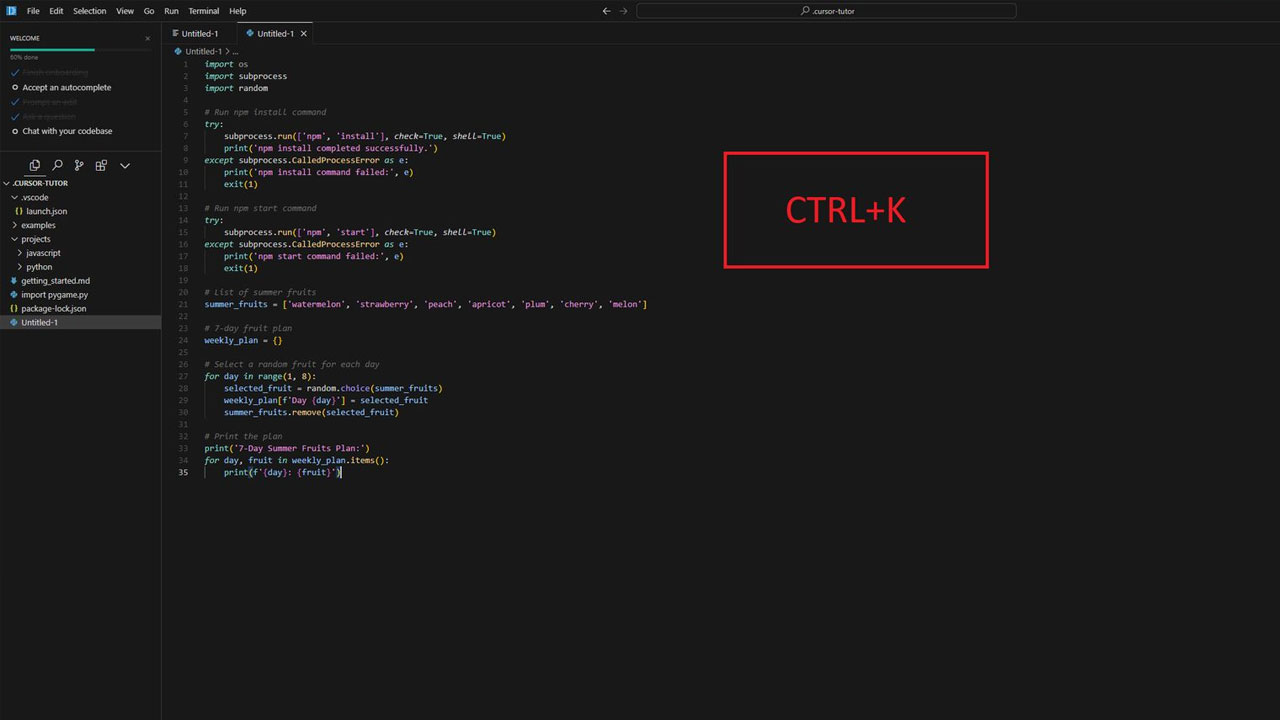 File Edit Selection View Go Run Terminal Help
.cursor-tutor
WELCOME
60% done
Finish onboarding
Accept an autocomplete
Prompt an edit
Ask a question
Chat with your codebase
.CURSOR-TUTOR
.vscode
launch.json
examples
projects
javascript
python
getting_started.md
import pygame.py
package-lock.json
Untitled-1
Untitled-1 Untitled-1
Untitled-1 > ...
1 import os
2 import subprocess
3 import random
4
5 # Run npm install command
6 try:
7 subprocess.run(['npm', 'install'], check=True, shell=True)
8 print('npm install completed successfully.')
9 except subprocess.CalledProcessError as e:
10 print('npm install command failed:', e)
11 exit(1)
12
13 # Run npm start command
14 try:
15 subprocess.run(['npm', 'start'], check=True, shell=True)
16 except subprocess.CalledProcessError as e:
17 print('npm start command failed:', e)
18 exit(1)
19
20 # List of summer fruits
21 summer_fruits = ['watermelon', 'strawberry', 'peach', 'apricot', 'plum', 'cherry', 'melon']
22
23 # 7-day fruit plan
24 weekly_plan = {}
25
26 # Select a random fruit for each day
27 for day in range(1, 8):
28 selected_fruit = random.choice(summer_fruits)
29 weekly_plan[f'Day {day}'] = selected_fruit
30 summer_fruits.remove(selected_fruit)
31
32 # Print the plan
33 print('7-Day Summer Fruits Plan:')
34 for day, fruit in weekly_plan.items():
35 print(f'{day}: {fruit}')
CTRL+K